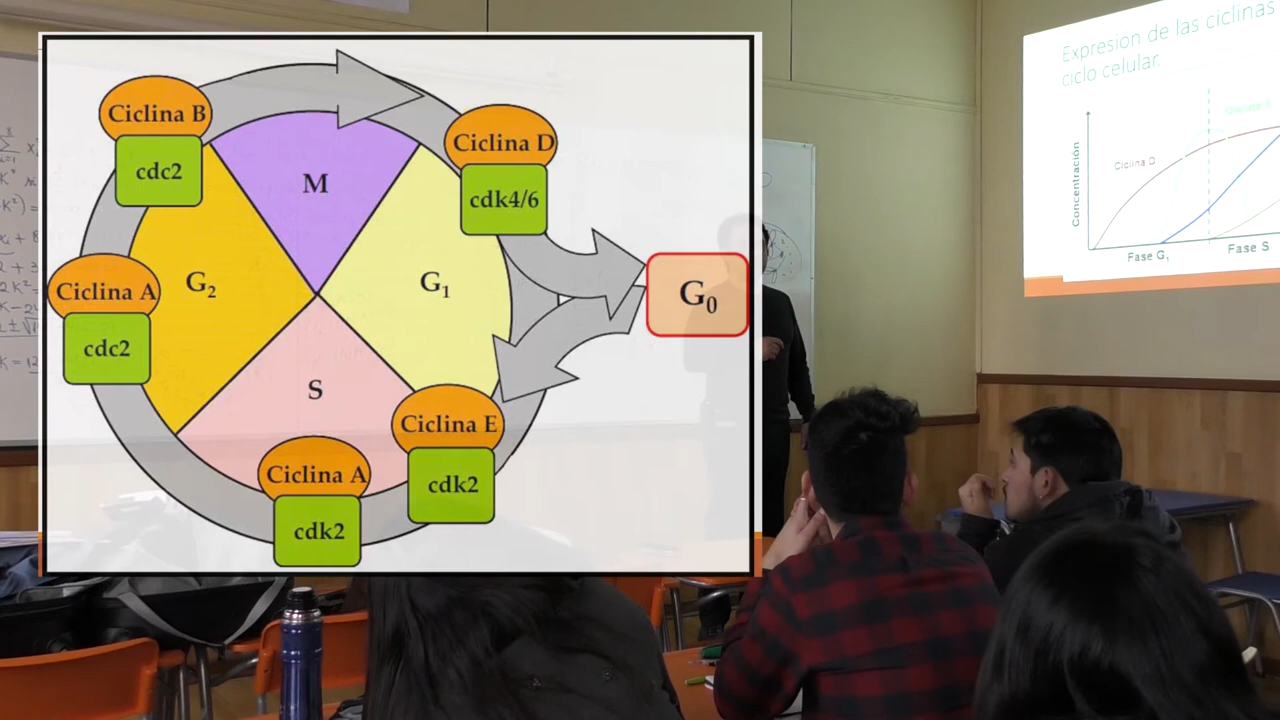 Ciclina B
cdc2
M
Ciclina D
cdk4/6
G₂
G₁
G₀
Ciclina A
cdc2
S
Ciclina E
cdk2
Ciclina A
cdk2
Expresion de las ciclinas
ciclo celular.
Concentración
Ciclina D
Fase G₁
Fase S